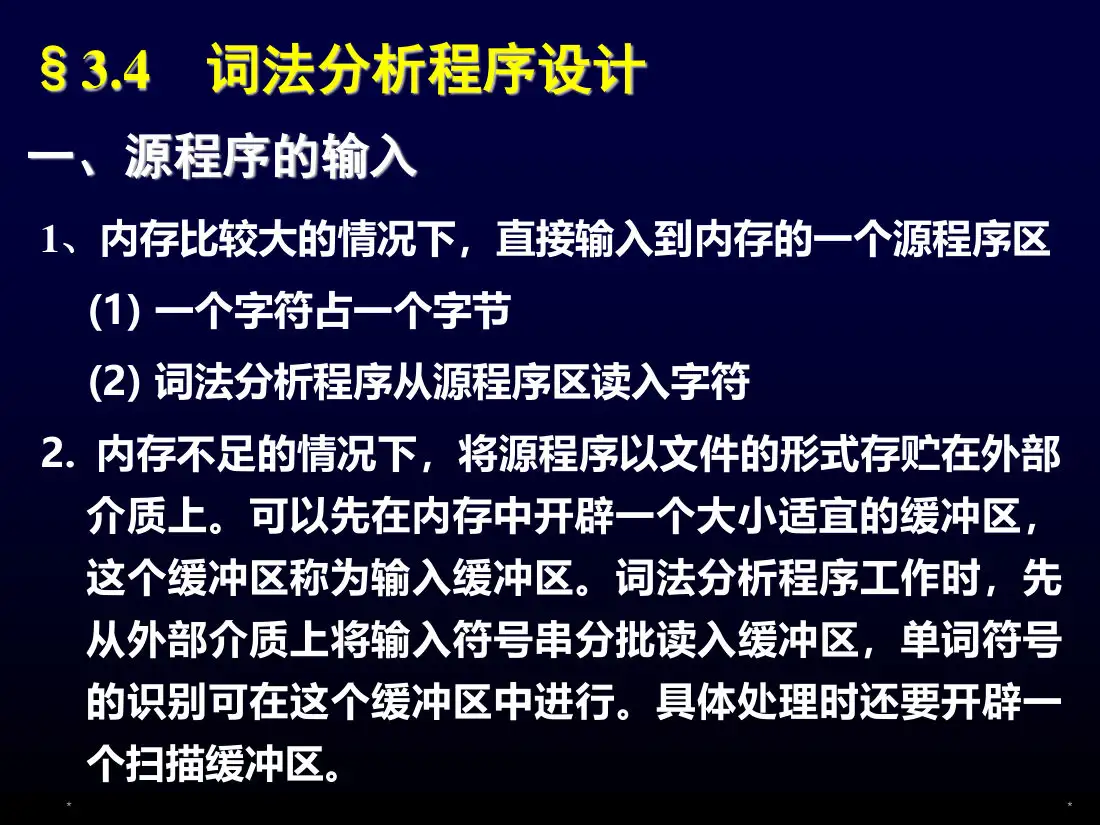 §3.4 词法分析程序设计
一、源程序的输入
1、内存比较大的情况下，直接输入到内存的一个源程序区
(1) 一个字符占一个字节
(2) 词法分析程序从源程序区读入字符
2. 内存不足的情况下，将源程序以文件的形式存贮在外部
介质上。可以先在内存中开辟一个大小适宜的缓冲区，
这个缓冲区称为输入缓冲区。词法分析程序工作时，先
从外部介质上将输入符号串分批读入缓冲区，单词符号
的识别可在这个缓冲区中进行。具体处理时还要开辟一
个扫描缓冲区。
* *